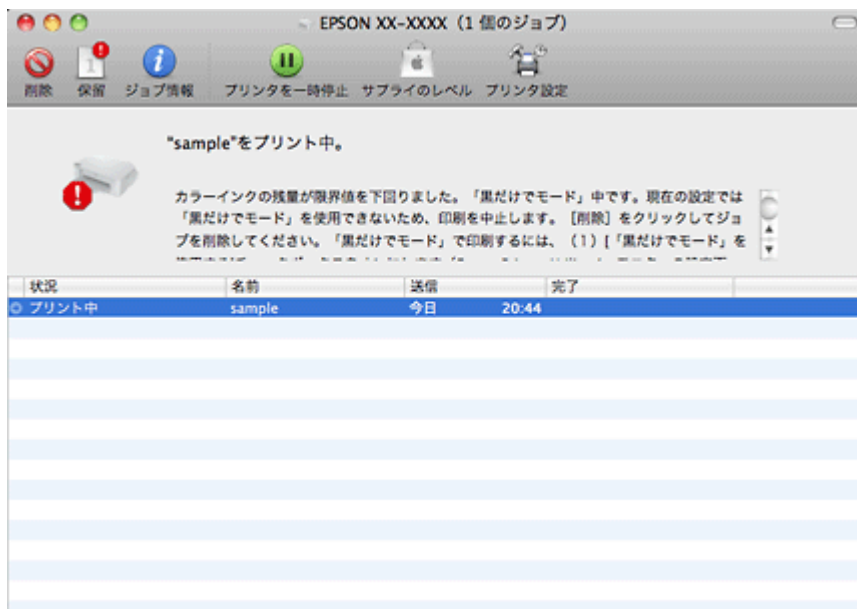 EPSON XX-XXXX（1 個のジョブ）
削除 保留 ジョブ情報 プリンタを一時停止 サプライのレベル プリンタ設定
"sample"をプリント中。
カラーインクの残量が限界値を下回りました。「黒だけでモード」中です。現在の設定では
「黒だけでモード」を使用できないため、印刷を中止します。［削除］をクリックしてジョ
ブを削除してください。「黒だけでモード」で印刷するには、（1）[「黒だけでモード」を
状況 名前 送信 完了
プリント中 sample 今日 20:44